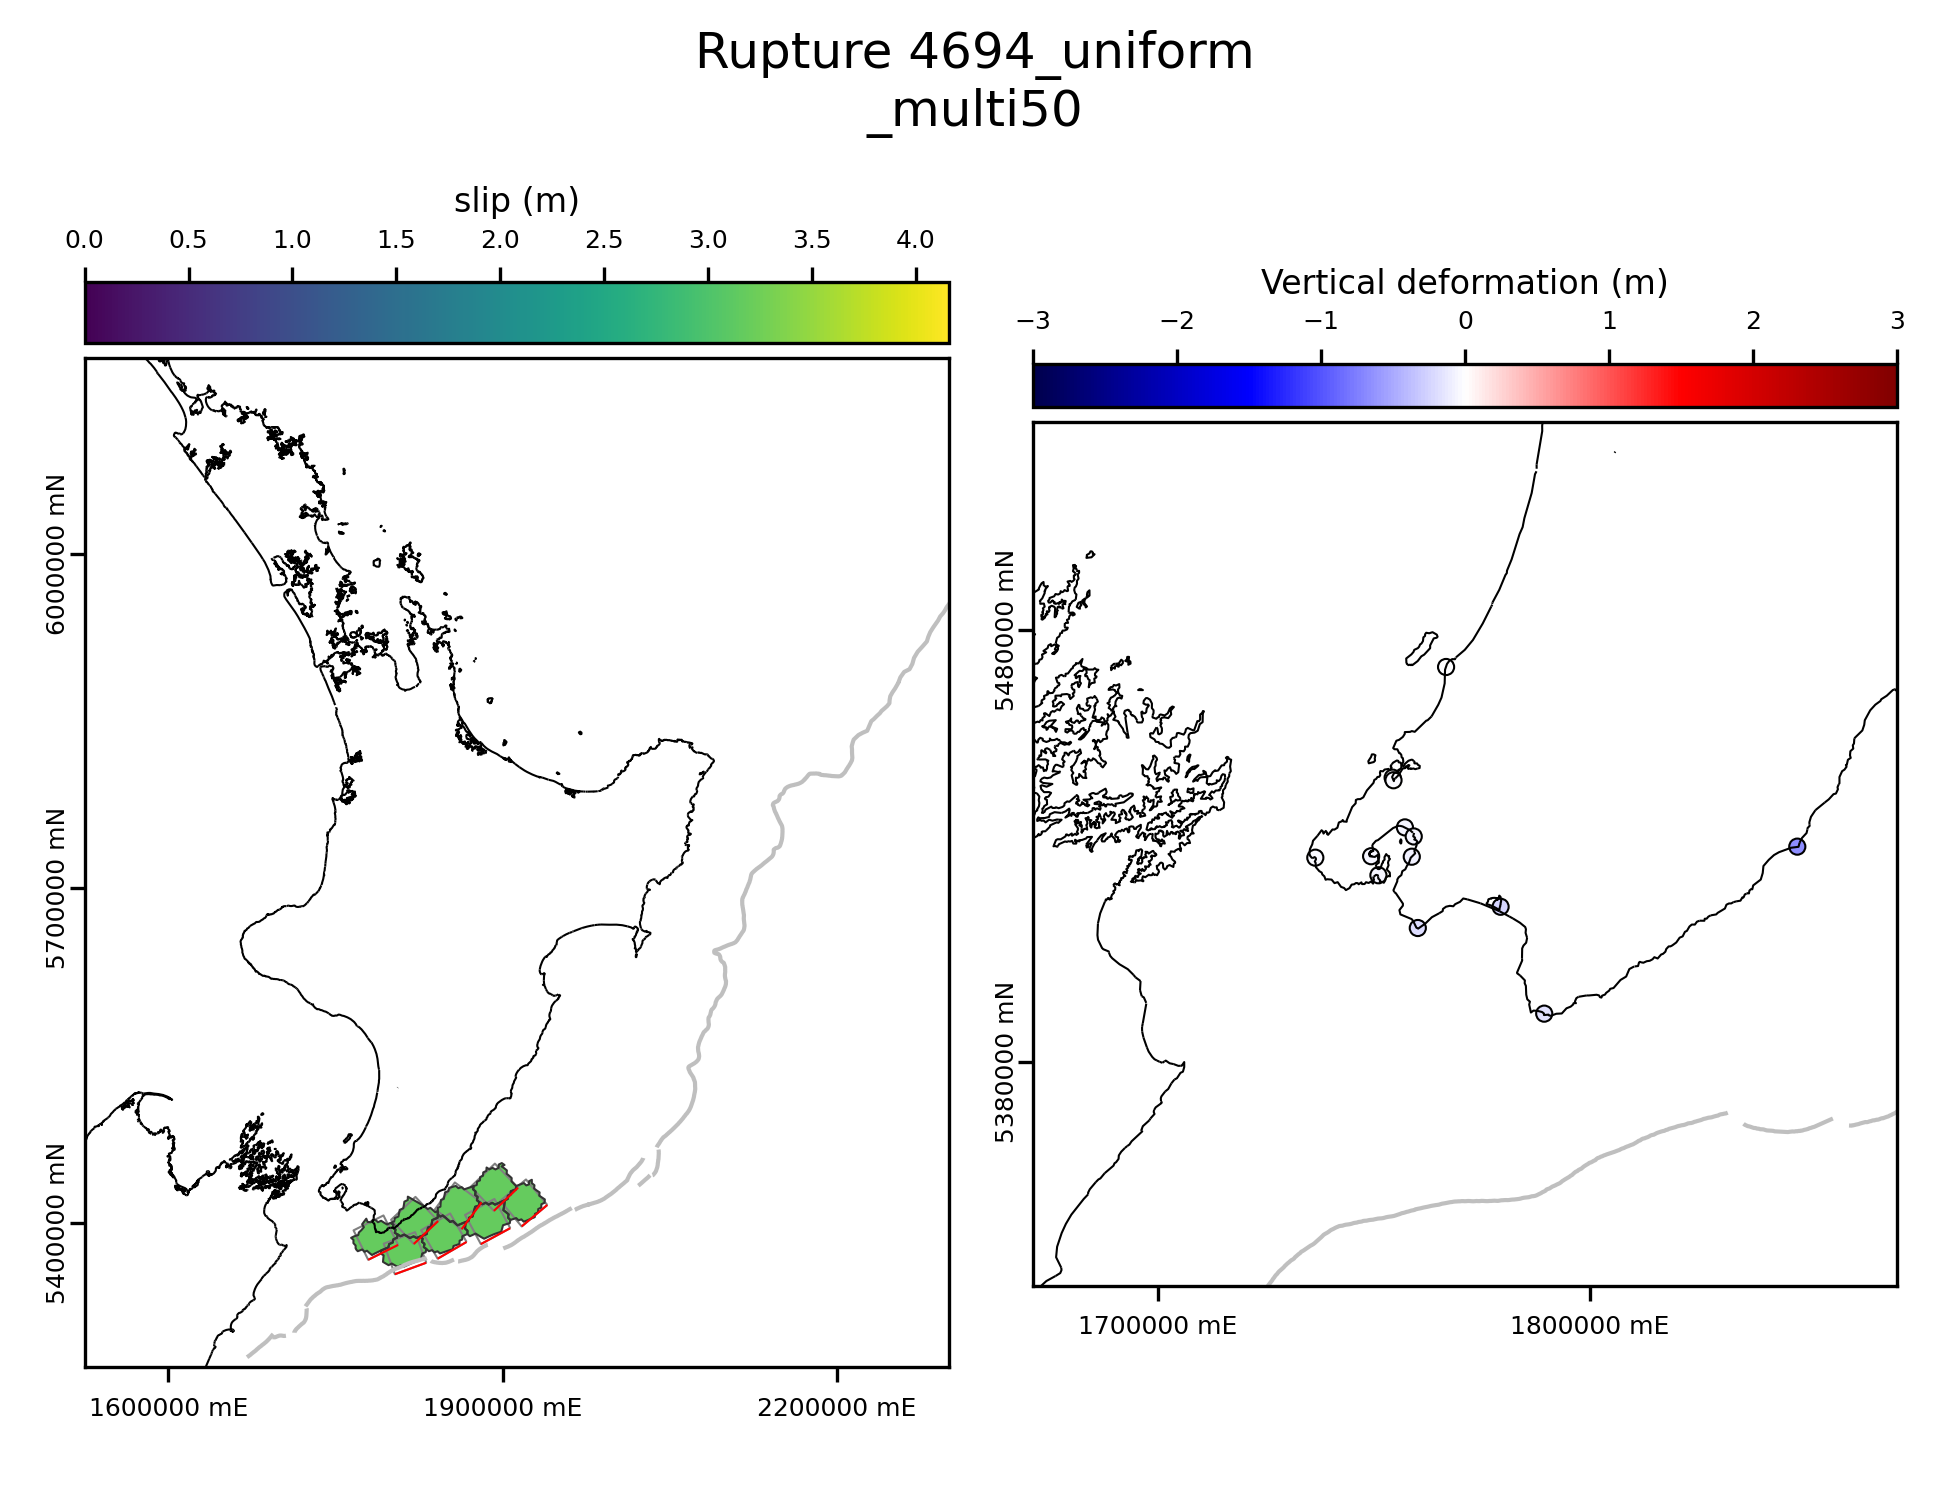 Rupture 4694_uniform
_multi50
slip (m)
0.0 0.5 1.0 1.5 2.0 2.5 3.0 3.5 4.0
Vertical deformation (m)
−3 −2 −1 0 1 2 3
6000000 mN
5700000 mN
5400000 mN
1600000 mE 1900000 mE 2200000 mE
5480000 mN
5380000 mN
1700000 mE 1800000 mE